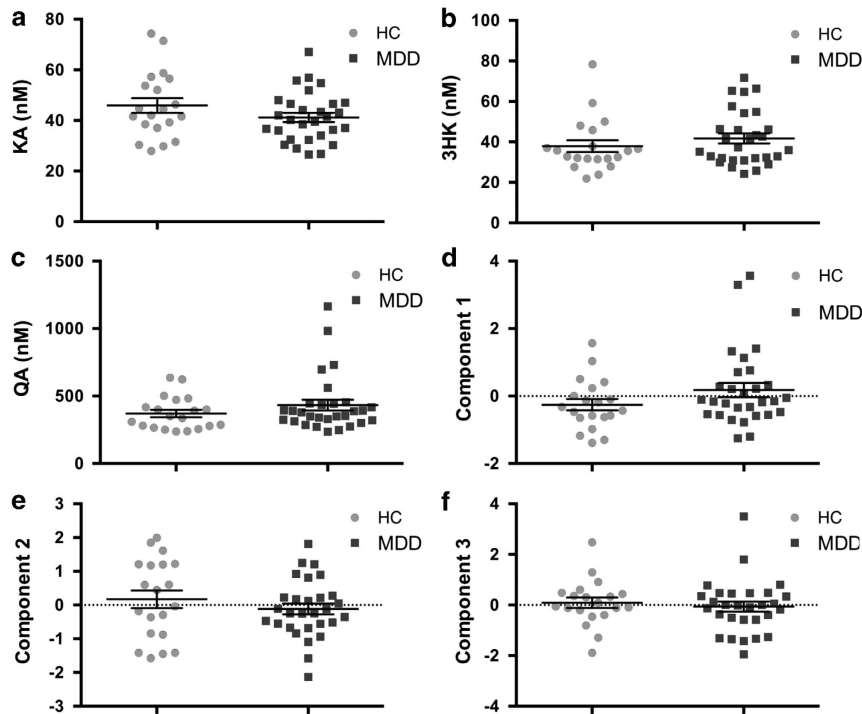 a
80
60
40
20
0
KA (nM)
HC
MDD
b
100
80
60
40
20
0
3HK (nM)
HC
MDD
c
1500
1000
500
0
QA (nM)
HC
MDD
d
4
2
0
-2
Component 1
HC
MDD
e
3
2
1
0
-1
-2
-3
Component 2
HC
MDD
f
4
2
0
-2
-4
Component 3
HC
MDD